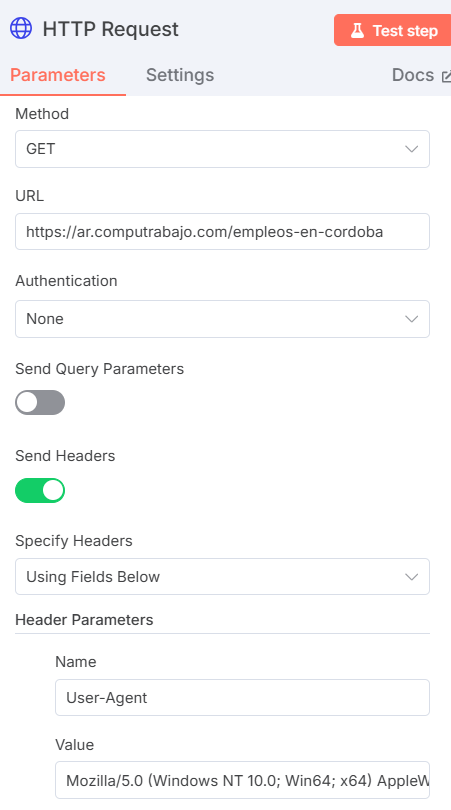 HTTP Request
Test step
Parameters Settings Docs
Method
GET
URL
https://ar.computrabajo.com/empleos-en-cordoba
Authentication
None
Send Query Parameters
Send Headers
Specify Headers
Using Fields Below
Header Parameters
Name
User-Agent
Value
Mozilla/5.0 (Windows NT 10.0; Win64; x64) AppleW